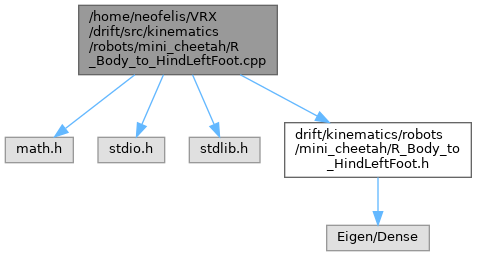 /home/neofelis/VRX
/drift/src/kinematics
/robots/mini_cheetah/R
_Body_to_HindLeftFoot.cpp
math.h
stdio.h
stdlib.h
drift/kinematics/robots
/mini_cheetah/R_Body_to
_HindLeftFoot.h
Eigen/Dense